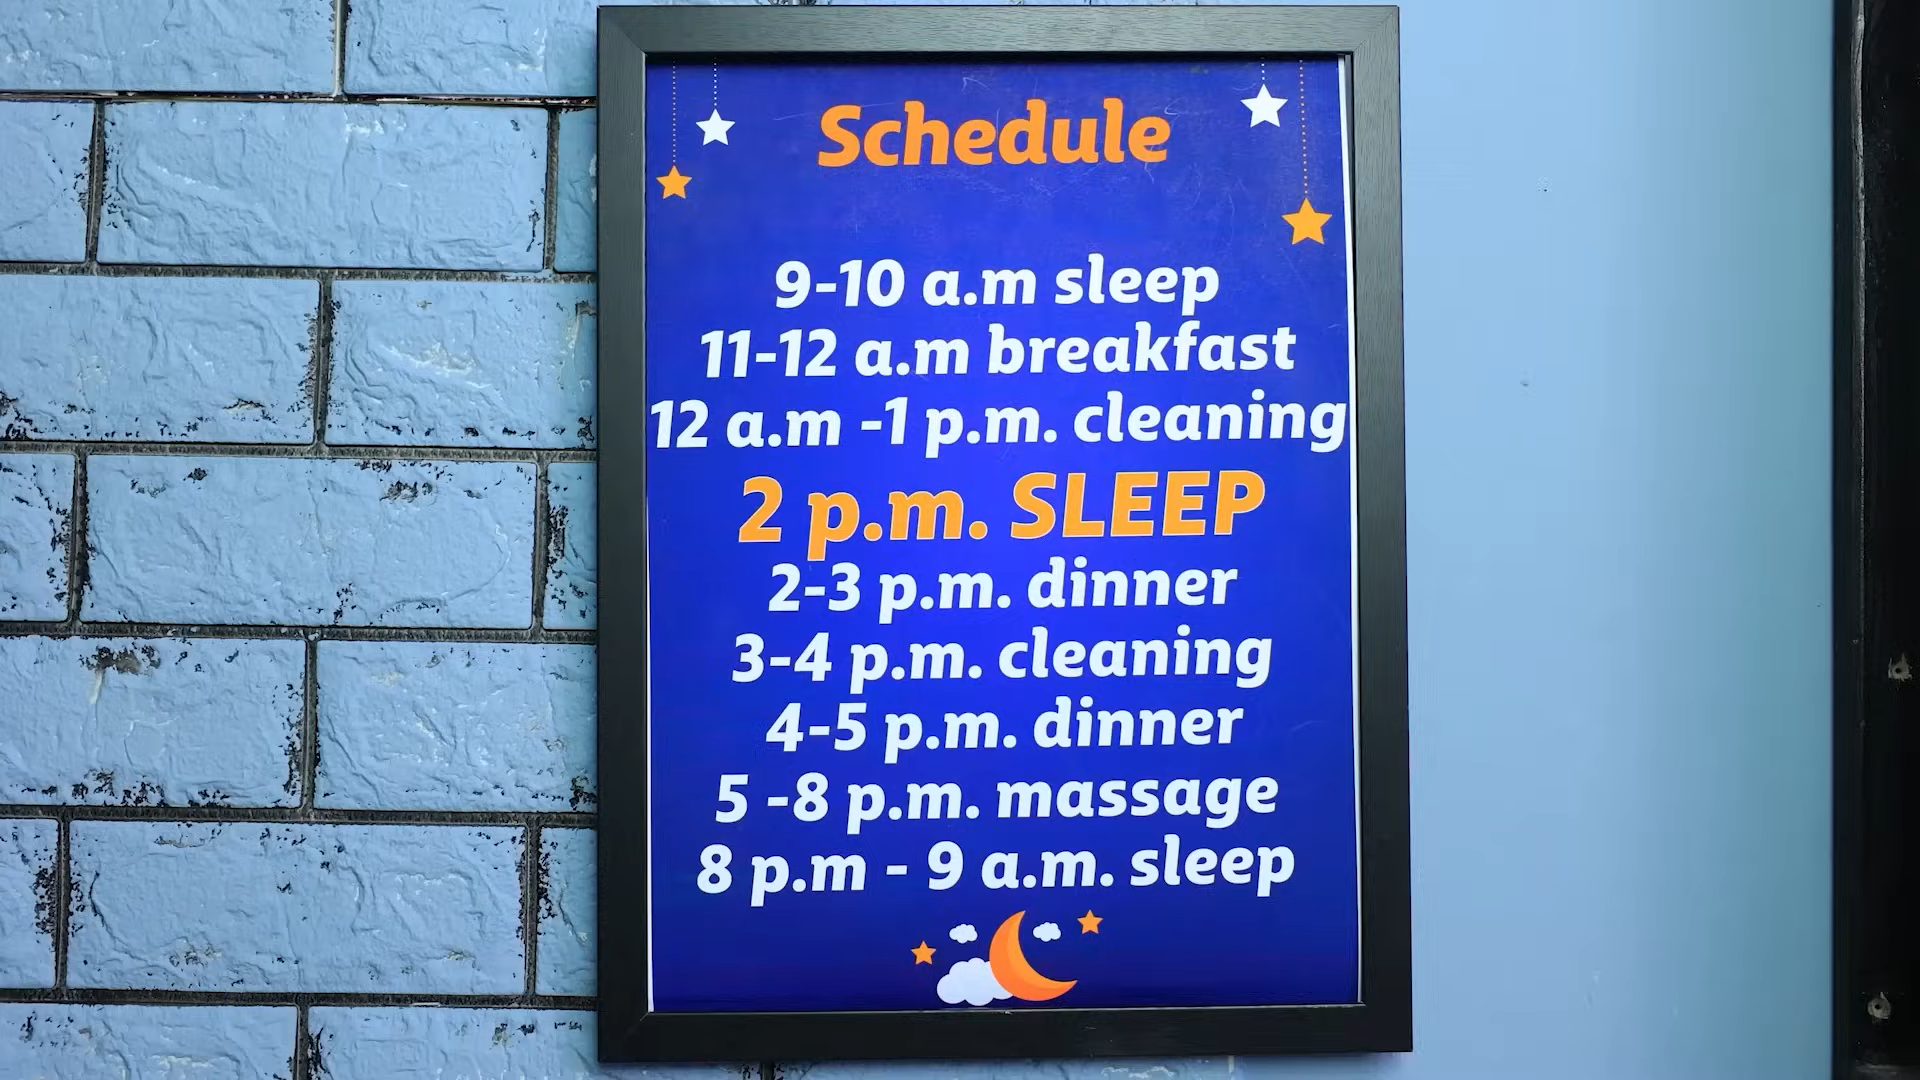 Schedule
9-10 a.m sleep
11-12 a.m breakfast
12 a.m -1 p.m. cleaning
2 p.m. SLEEP
2-3 p.m. dinner
3-4 p.m. cleaning
4-5 p.m. dinner
5 -8 p.m. massage
8 p.m - 9 a.m. sleep